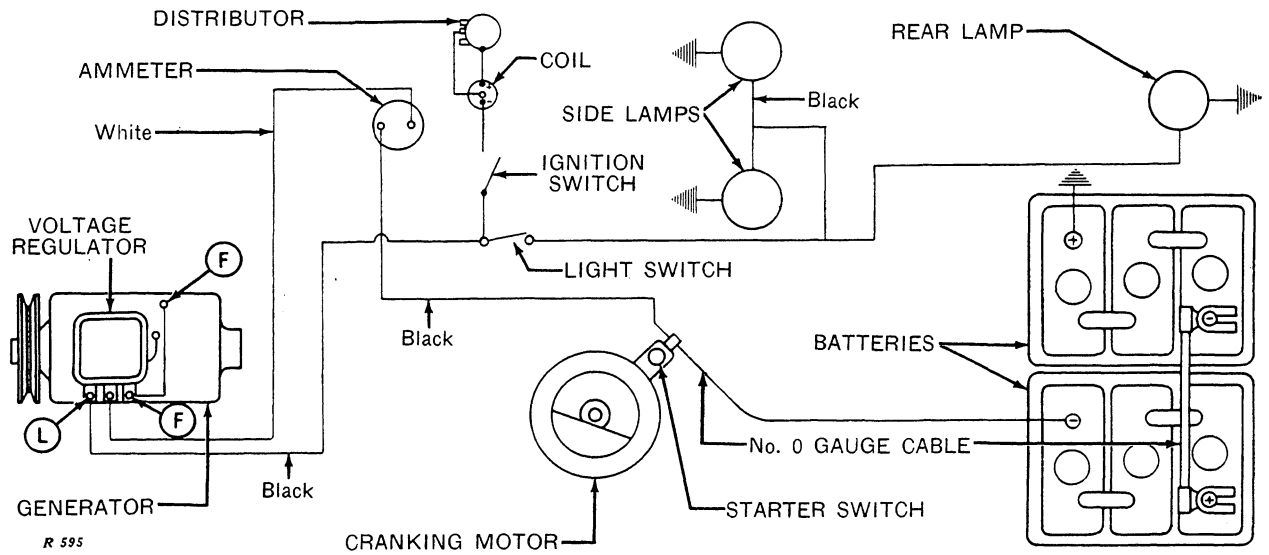 DISTRIBUTOR
COIL
REAR LAMP
AMMETER
SIDE LAMPS
Black
White
IGNITION
SWITCH
VOLTAGE
REGULATOR
F
+
-
LIGHT SWITCH
+
Black
-
BATTERIES
L
F
-
No. 0 GAUGE CABLE
Black
GENERATOR
STARTER SWITCH
+
R 595
CRANKING MOTOR